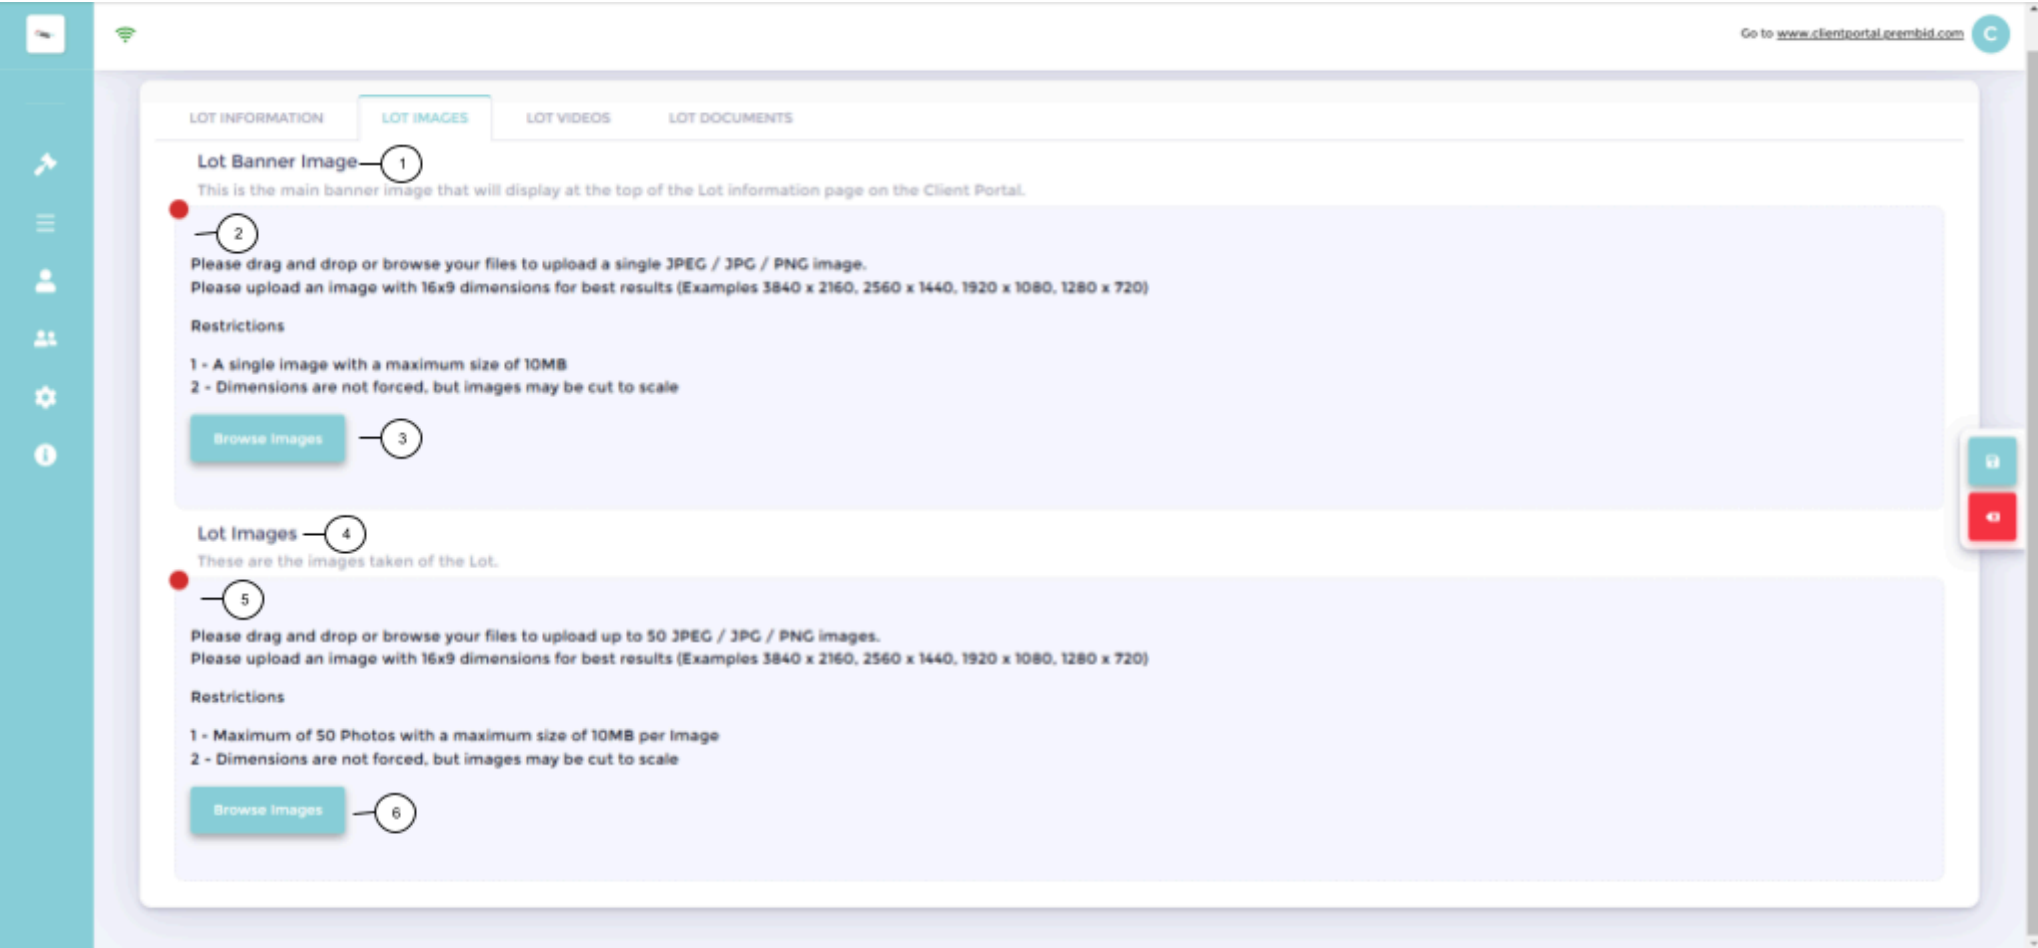 Go to www.clientportal.prembid.com
C
LOT INFORMATION
LOT IMAGES
LOT VIDEOS
LOT DOCUMENTS
Lot Banner Image
1
This is the main banner image that will display at the top of the Lot information page on the Client Portal.
2
Please drag and drop or browse your files to upload a single JPEG / JPG / PNG image.
Please upload an image with 16x9 dimensions for best results (Examples 3840 x 2160, 2560 x 1440, 1920 x 1080, 1280 x 720)
Restrictions
1 - A single image with a maximum size of 10MB
2 - Dimensions are not forced, but images may be cut to scale
Browse Images
3
Lot Images
4
These are the images taken of the Lot.
5
Please drag and drop or browse your files to upload up to 50 JPEG / JPG / PNG images.
Please upload an image with 16x9 dimensions for best results (Examples 3840 x 2160, 2560 x 1440, 1920 x 1080, 1280 x 720)
Restrictions
1 - Maximum of 50 Photos with a maximum size of 10MB per Image
2 - Dimensions are not forced, but images may be cut to scale
Browse Images
6